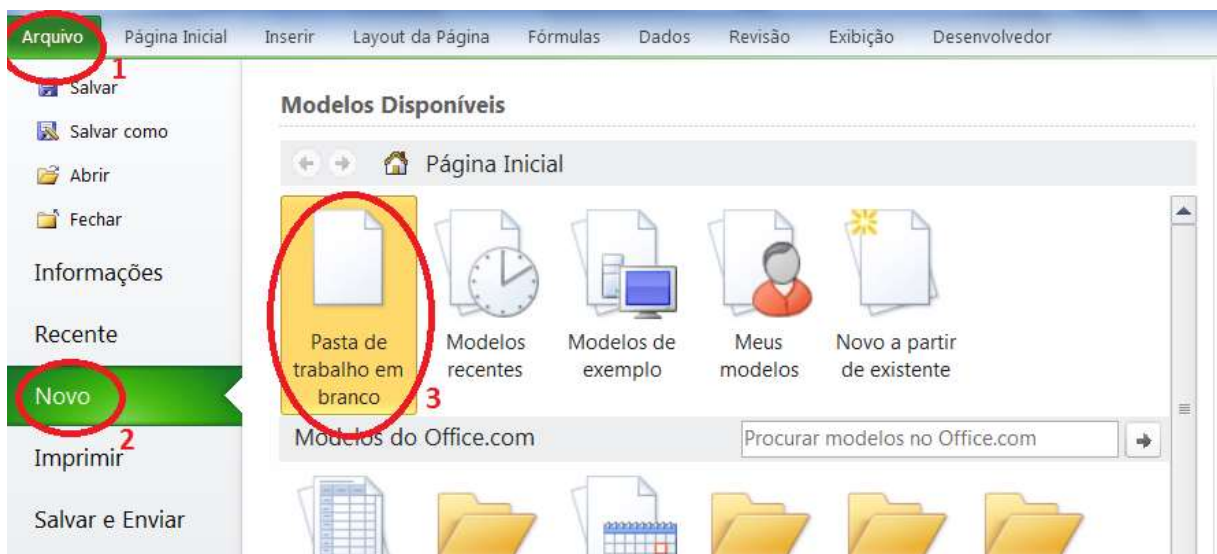 Arquivo Página Inicial Inserir Layout da Página Fórmulas Dados Revisão Exibição Desenvolvedor
1
Salvar
Salvar como
Abrir
Fechar
Informações
Recente
Novo
2
Imprimir
Salvar e Enviar
Modelos Disponíveis
Página Inicial
Pasta de
trabalho em
branco
3
Modelos
recentes
Modelos de
exemplo
Meus
modelos
Novo a partir
de existente
Modelos do Office.com
Procurar modelos no Office.com